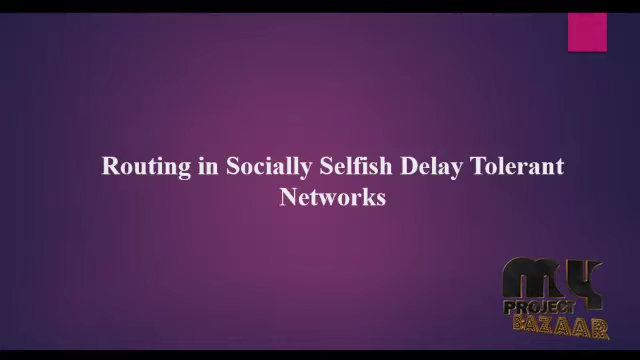 Routing in Socially Selfish Delay Tolerant
Networks
MY
PROJECT
BAZAAR